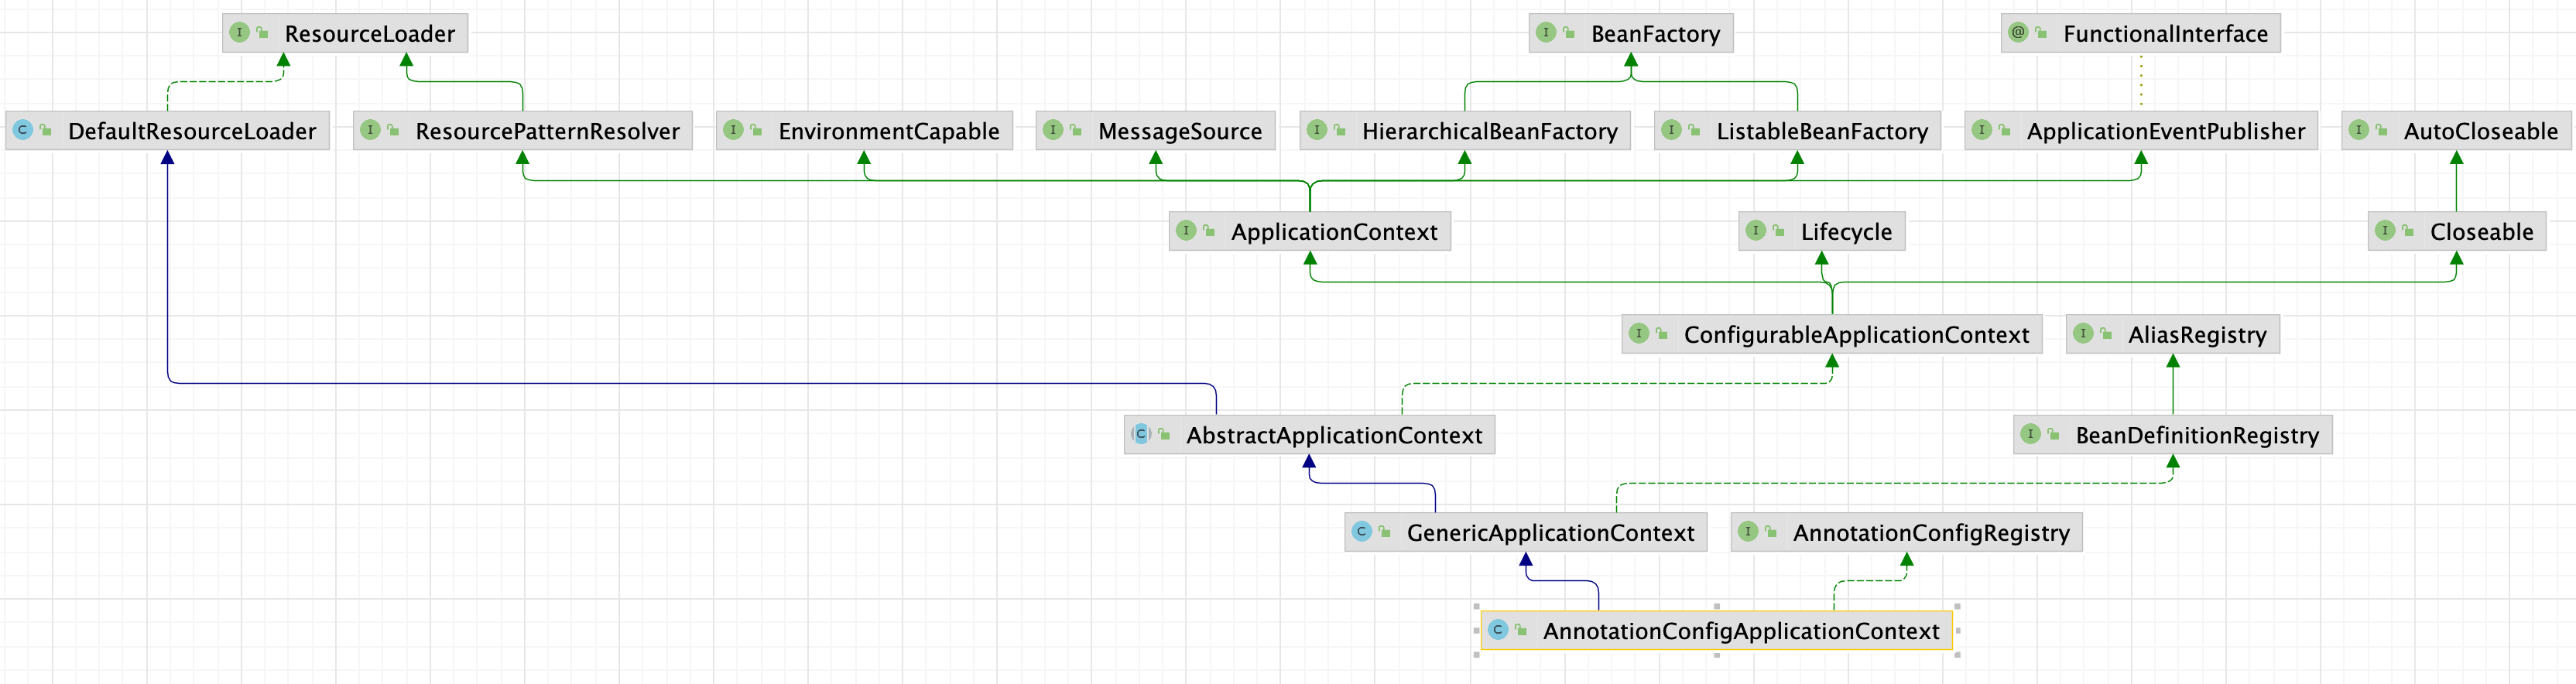 I ResourceLoader
I BeanFactory
@ FunctionalInterface
C DefaultResourceLoader
I ResourcePatternResolver
I EnvironmentCapable
I MessageSource
I HierarchicalBeanFactory
I ListableBeanFactory
I ApplicationEventPublisher
I AutoCloseable
I ApplicationContext
I Lifecycle
I Closeable
I ConfigurableApplicationContext
I AliasRegistry
C AbstractApplicationContext
I BeanDefinitionRegistry
C GenericApplicationContext
I AnnotationConfigRegistry
C AnnotationConfigApplicationContext